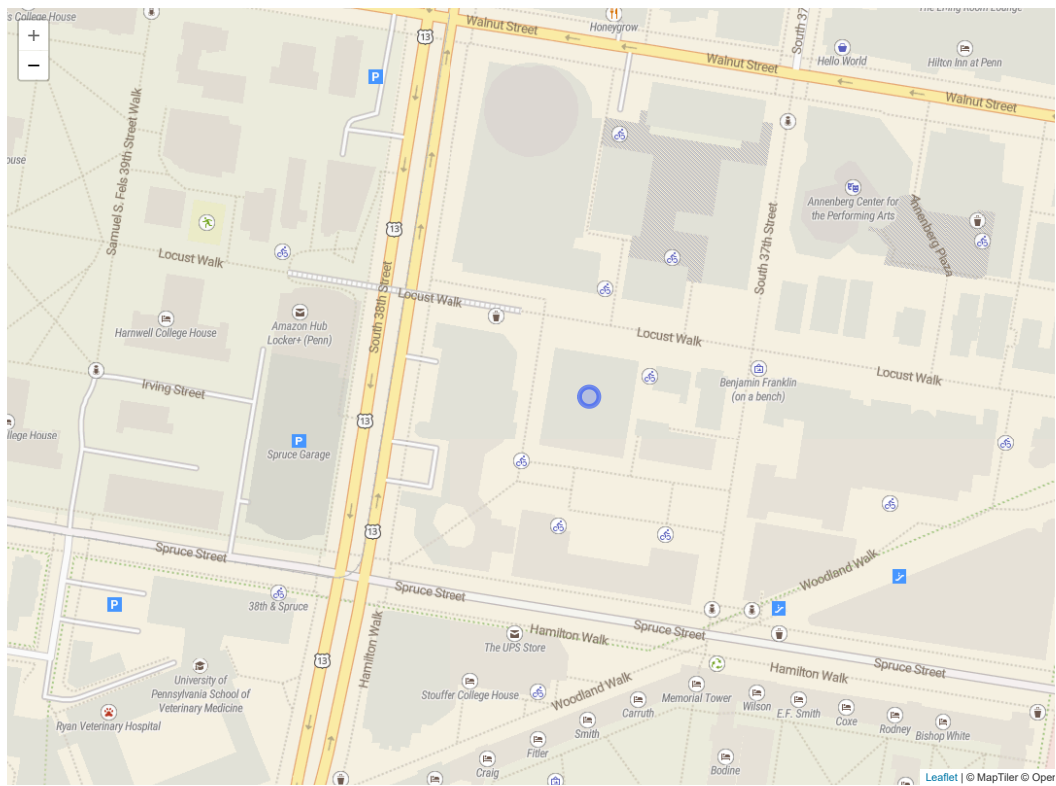 's College House
+
−
13
Walnut Street
Honeygrow
South 37
Walnut Street
Hello World
Hilton Inn at Penn
Walnut Street
P
Samuel S. Fels 39th Street Walk
Annenberg Center for
the Performing Arts
Annenberg Plaza
13
South 37th Street
Locust Walk
South 38th Street
Locust Walk
Amazon Hub
Locker+ (Penn)
Harnwell College House
Locust Walk
Locust Walk
Benjamin Franklin
(on a bench)
Irving Street
13
ollege House
P
Spruce Garage
13
Spruce Street
Woodland Walk
Spruce Street
38th & Spruce
P
Hamilton Walk
The UPS Store
Hamilton Walk
Spruce Street
Spruce Street
13
University of
Pennsylvania School of
Veterinary Medicine
Hamilton Walk
Stouffer College House
Woodland Walk
Memorial Tower
Wilson
E.F. Smith
Coxe
Rodney
Bishop White
Carruth
Smith
Ryan Veterinary Hospital
Fitler
Craig
Bodine
Leaflet | © MapTiler © Open